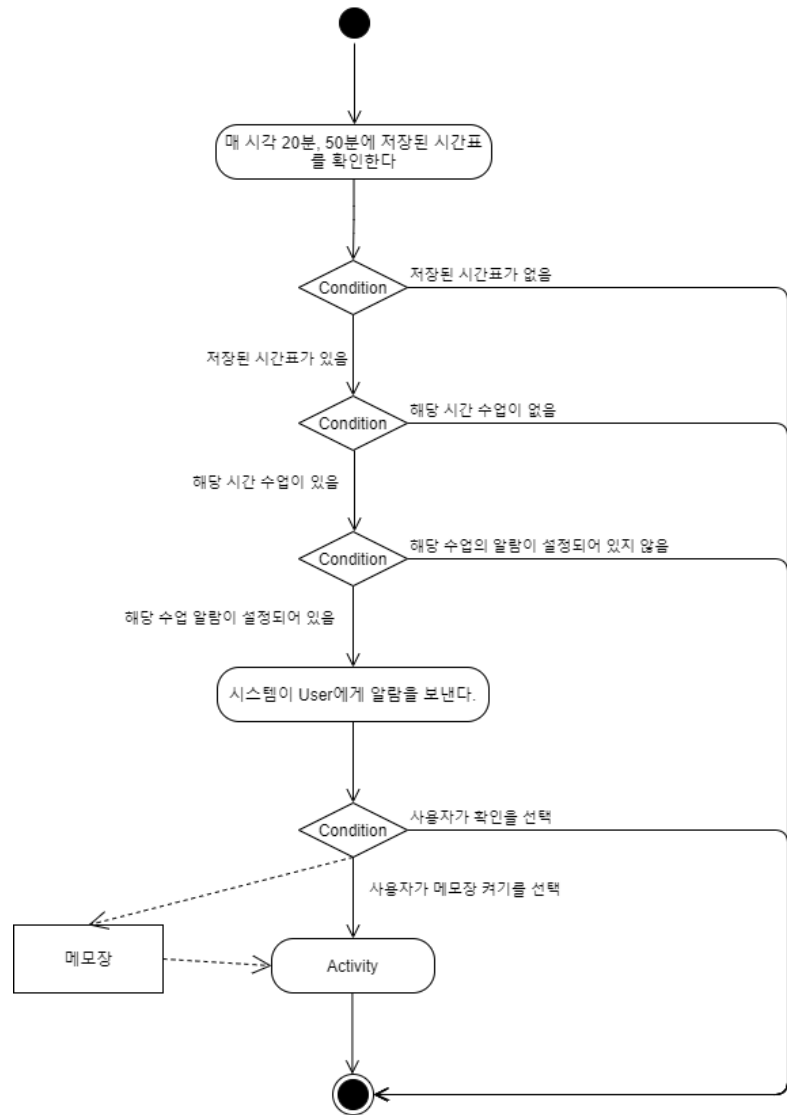 매 시각 20분, 50분에 저장된 시간표
를 확인한다
Condition
저장된 시간표가 없음
저장된 시간표가 있음
Condition
해당 시간 수업이 없음
해당 시간 수업이 있음
Condition
해당 수업의 알람이 설정되어 있지 않음
해당 수업 알람이 설정되어 있음
시스템이 User에게 알람을 보낸다.
Condition
사용자가 확인을 선택
사용자가 메모장 켜기를 선택
메모장
Activity